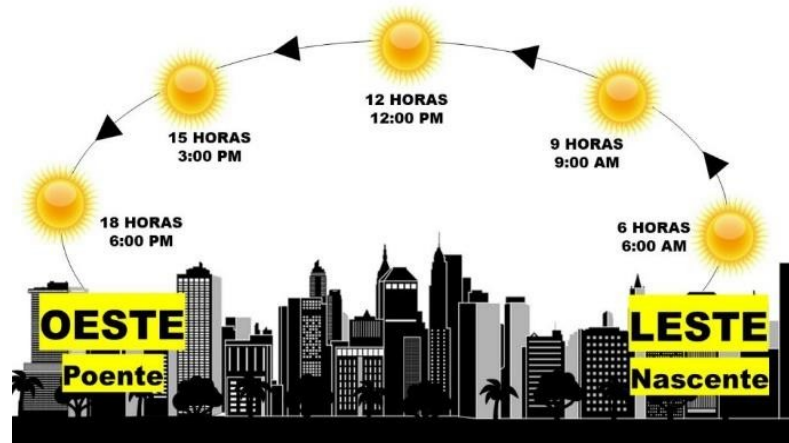 12 HORAS
12:00 PM
15 HORAS
3:00 PM
9 HORAS
9:00 AM
18 HORAS
6:00 PM
6 HORAS
6:00 AM
OESTE
Poente
LESTE
Nascente